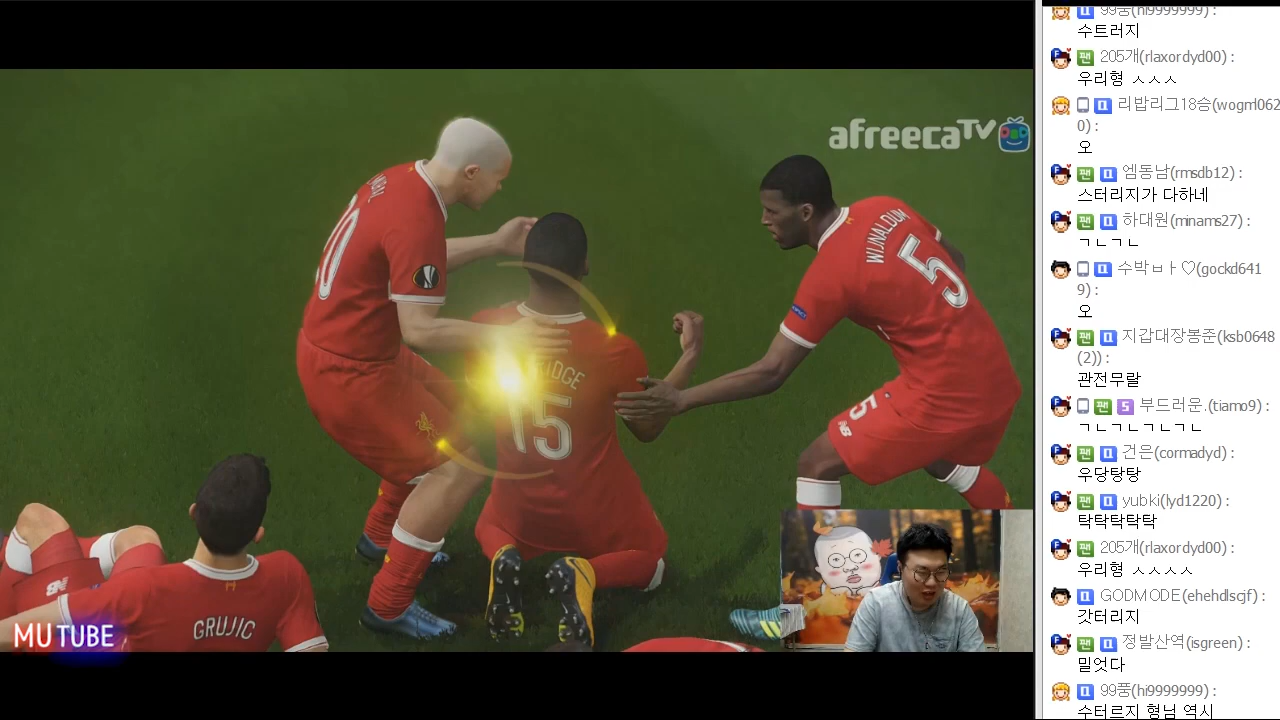 afreecaTV
WIJNALDUM
5
15
5
GRUJIC
MUTUBE
99풍(hi9999999) :
수트러지
205개(rlaxordyd00) :
우리형 ㅅㅅㅅ
리밥리그18승(wogml062
0) :
오
엠동남(rmsdb12) :
스터리지가 다하네
하대원(minams27) :
ㄱㄴㄱㄴ
수박ㅂㅏ♡(gockd641
9) :
오
지갑대장봉준(ksb0648
(2)) :
관전무랄
부드러운.(tiamo9) :
ㄱㄴㄱㄴㄱㄴㄱㄴ
건은(cormadyd) :
우당탕탕
yubki(lyd1220) :
탁탁탁탁탁
205개(rlaxordyd00) :
우리형 ㅅㅅㅅㅅ
GODMODE(ehehdlscjf) :
갓터리지
정발산역(isgreen) :
밀엇다
99풍(hi9999999) :
수터르지 형님 역시